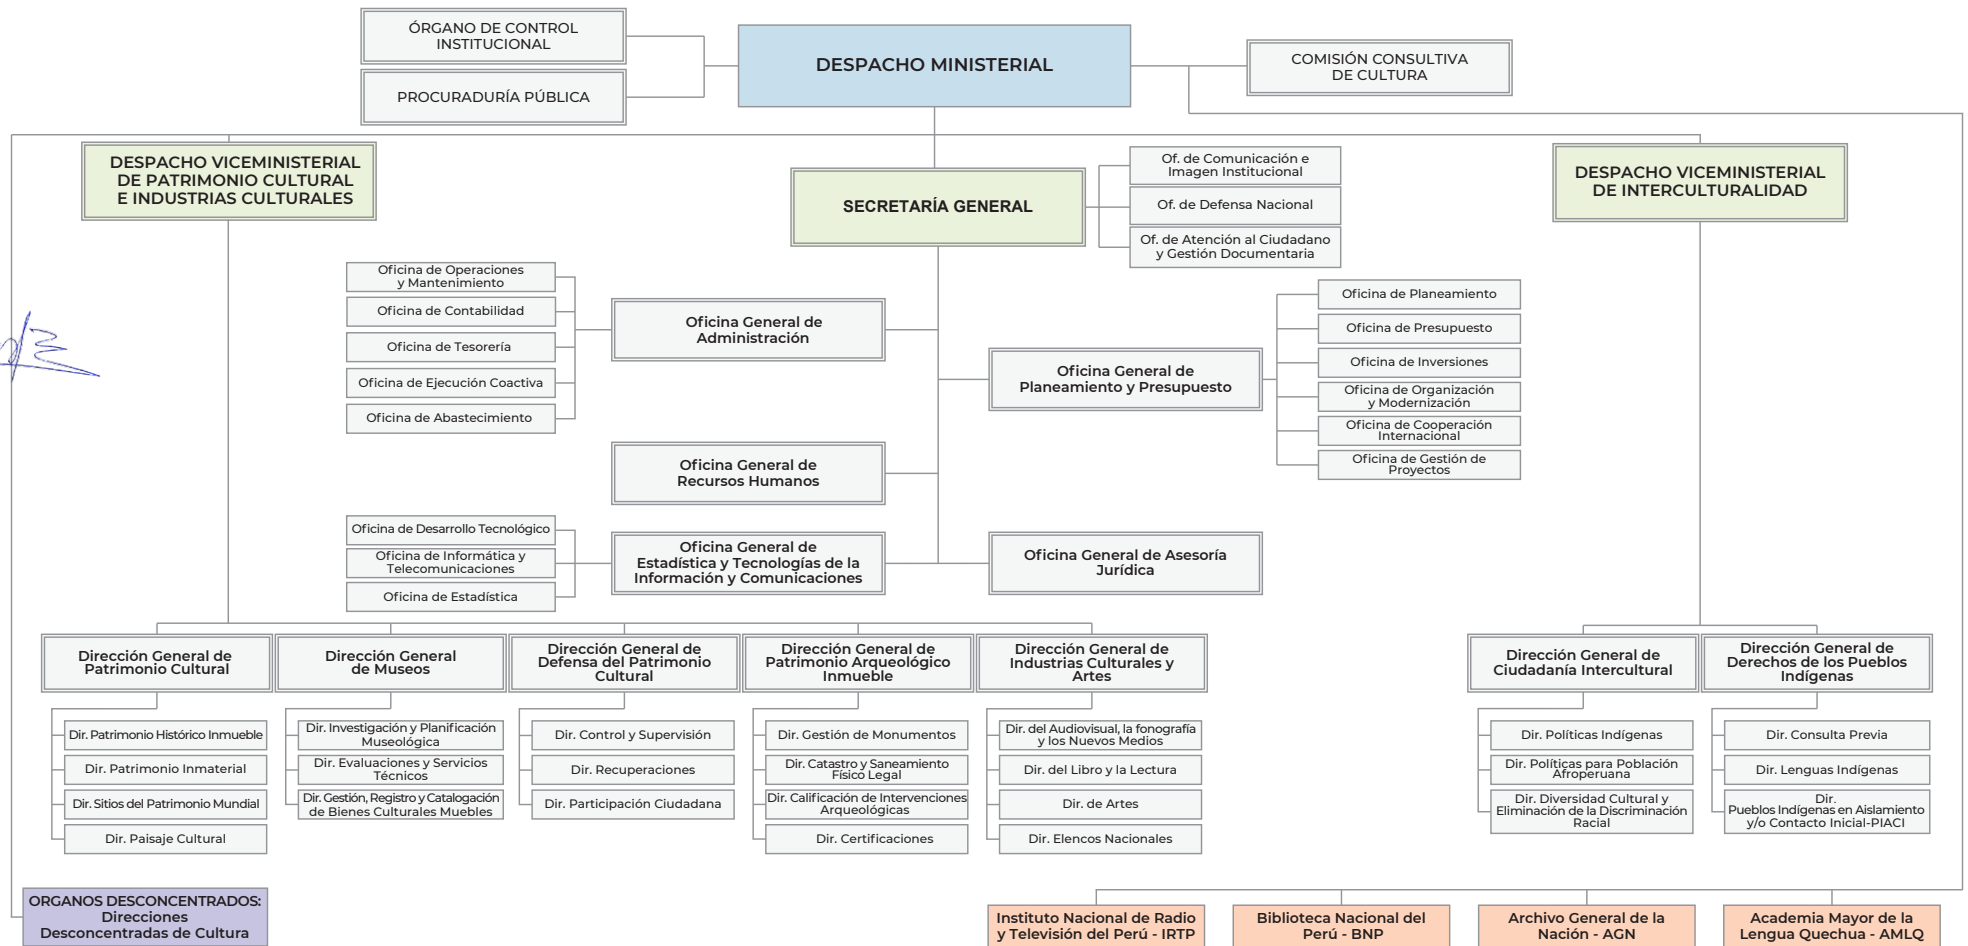 ÓRGANO DE CONTROL
INSTITUCIONAL
PROCURADURÍA PÚBLICA
DESPACHO MINISTERIAL
COMISIÓN CONSULTIVA
DE CULTURA
DESPACHO VICEMINISTERIAL
DE PATRIMONIO CULTURAL
E INDUSTRIAS CULTURALES
SECRETARÍA GENERAL
Of. de Comunicación e
Imagen Institucional
Of. de Defensa Nacional
Of. de Atención al Ciudadano
y Gestión Documentaria
DESPACHO VICEMINISTERIAL
DE INTERCULTURALIDAD
Oficina de Operaciones
y Mantenimiento
Oficina de Contabilidad
Oficina de Tesorería
Oficina de Ejecución Coactiva
Oficina de Abastecimiento
Oficina General de
Administración
Oficina General de
Planeamiento y Presupuesto
Oficina de Planeamiento
Oficina de Presupuesto
Oficina de Inversiones
Oficina de Organización
y Modernización
Oficina de Cooperación
Internacional
Oficina de Gestión de
Proyectos
Oficina General de
Recursos Humanos
Oficina de Desarrollo Tecnológico
Oficina de Informática y
Telecomunicaciones
Oficina de Estadística
Oficina General de
Estadística y Tecnologías de la
Información y Comunicaciones
Oficina General de Asesoría
Jurídica
Dirección General de
Patrimonio Cultural
Dir. Patrimonio Histórico Inmueble
Dir. Patrimonio Inmaterial
Dir. Sitios del Patrimonio Mundial
Dir. Paisaje Cultural
Dirección General
de Museos
Dir. Investigación y Planificación
Museológica
Dir. Evaluaciones y Servicios
Técnicos
Dir. Gestión, Registro y Catalogación
de Bienes Culturales Muebles
Dirección General de
Defensa del Patrimonio
Cultural
Dir. Control y Supervisión
Dir. Recuperaciones
Dir. Participación Ciudadana
Dirección General de
Patrimonio Arqueológico
Inmueble
Dir. Gestión de Monumentos
Dir. Catastro y Saneamiento
Físico Legal
Dir. Calificación de Intervenciones
Arqueológicas
Dir. Certificaciones
Dirección General de
Industrias Culturales y
Artes
Dir. del Audiovisual, la fonografía
y los Nuevos Medios
Dir. del Libro y la Lectura
Dir. de Artes
Dir. Elencos Nacionales
Dirección General de
Ciudadanía Intercultural
Dir. Políticas Indígenas
Dir. Políticas para Población
Afroperuana
Dir. Diversidad Cultural y
Eliminación de la Discriminación
Racial
Dirección General de
Derechos de los Pueblos
Indígenas
Dir. Consulta Previa
Dir. Lenguas Indígenas
Dir.
Pueblos Indígenas en Aislamiento
y/o Contacto Inicial-PIACI
ORGANOS DESCONCENTRADOS:
Direcciones
Desconcentradas de Cultura
Instituto Nacional de Radio
y Televisión del Perú - IRTP
Biblioteca Nacional del
Perú - BNP
Archivo General de la
Nación - AGN
Academia Mayor de la
Lengua Quechua - AMLQ